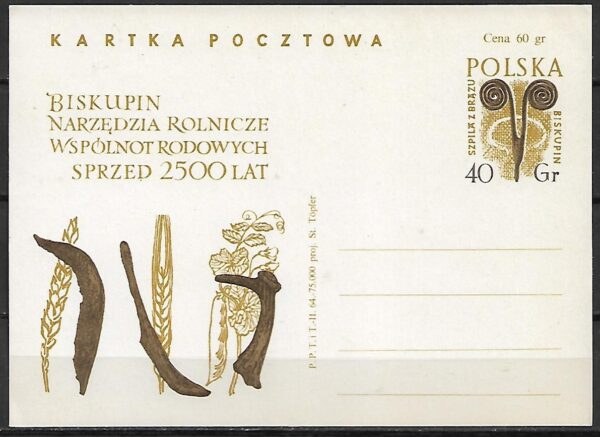 KARTKA POCZTOWA
Cena 60 gr
BISKUPIN
NARZĘDZIA ROLNICZE
WSPÓLNOT RODOWYCH
SPRZED 2500 LAT
POLSKA
SZPILA Z BRĄZU
BISKUPIN
40 Gr
P. P. T. i T.-II. 64-75.000 proj. St. Töpfer